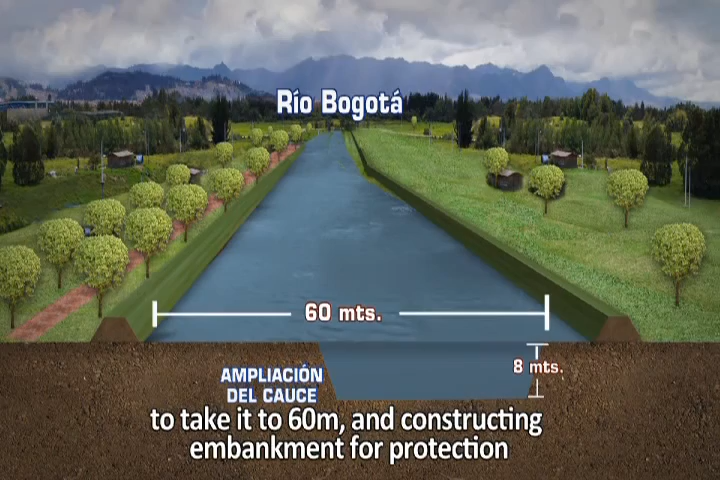 Río Bogotá
60 mts.
8 mts.
AMPLIACIÓN
DEL CAUCE
to take it to 60m, and constructing
embankment for protection